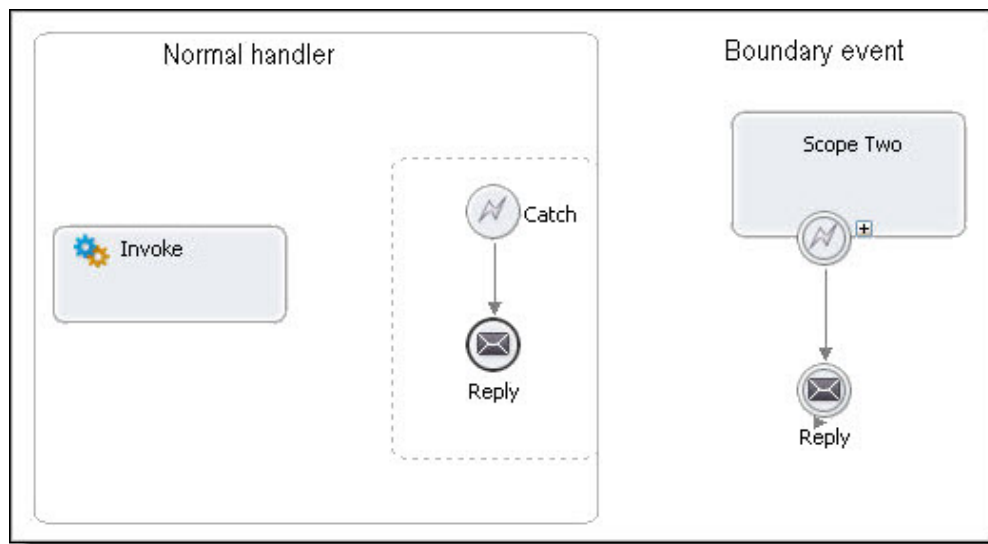 Normal handler
Boundary event
Scope Two
Catch
Invoke
Reply
Reply